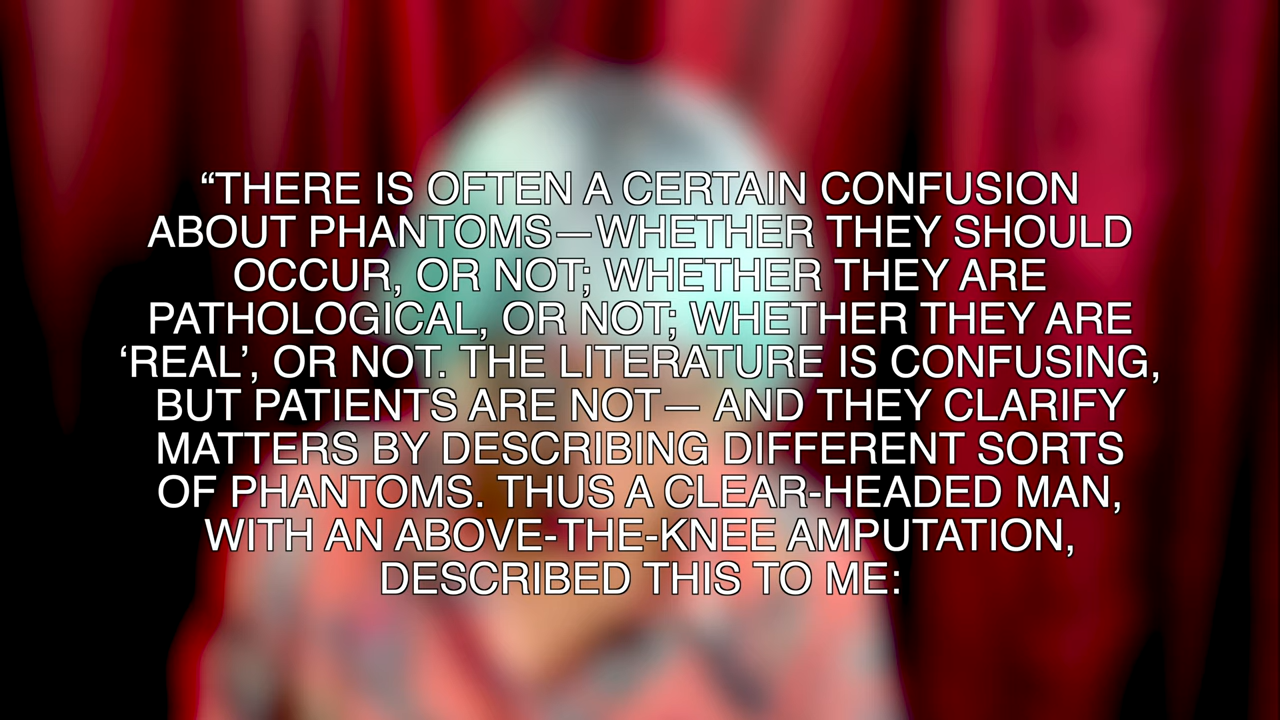 “THERE IS OFTEN A CERTAIN CONFUSION
ABOUT PHANTOMS—WHETHER THEY SHOULD
OCCUR, OR NOT; WHETHER THEY ARE
PATHOLOGICAL, OR NOT; WHETHER THEY ARE
‘REAL’, OR NOT. THE LITERATURE IS CONFUSING,
BUT PATIENTS ARE NOT— AND THEY CLARIFY
MATTERS BY DESCRIBING DIFFERENT SORTS
OF PHANTOMS. THUS A CLEAR-HEADED MAN,
WITH AN ABOVE-THE-KNEE AMPUTATION,
DESCRIBED THIS TO ME: